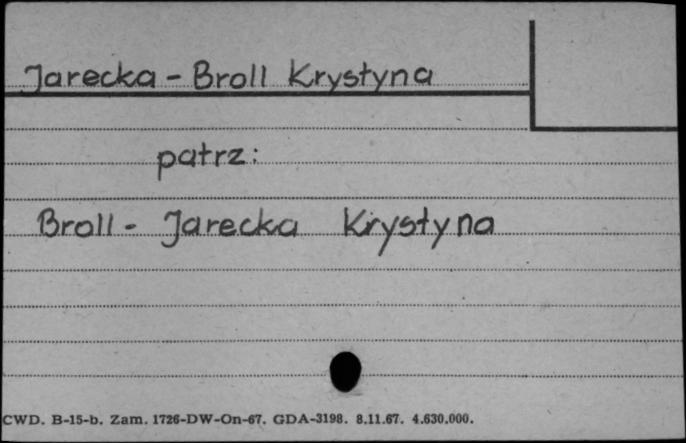 Jarecka - Broll Krystyna
patrz:
Broll - Jarecka Krystyna
CWD. B-15-b. Zam. 1726-DW-On-67. GDA-3198. 8.11.67. 4.630.000.